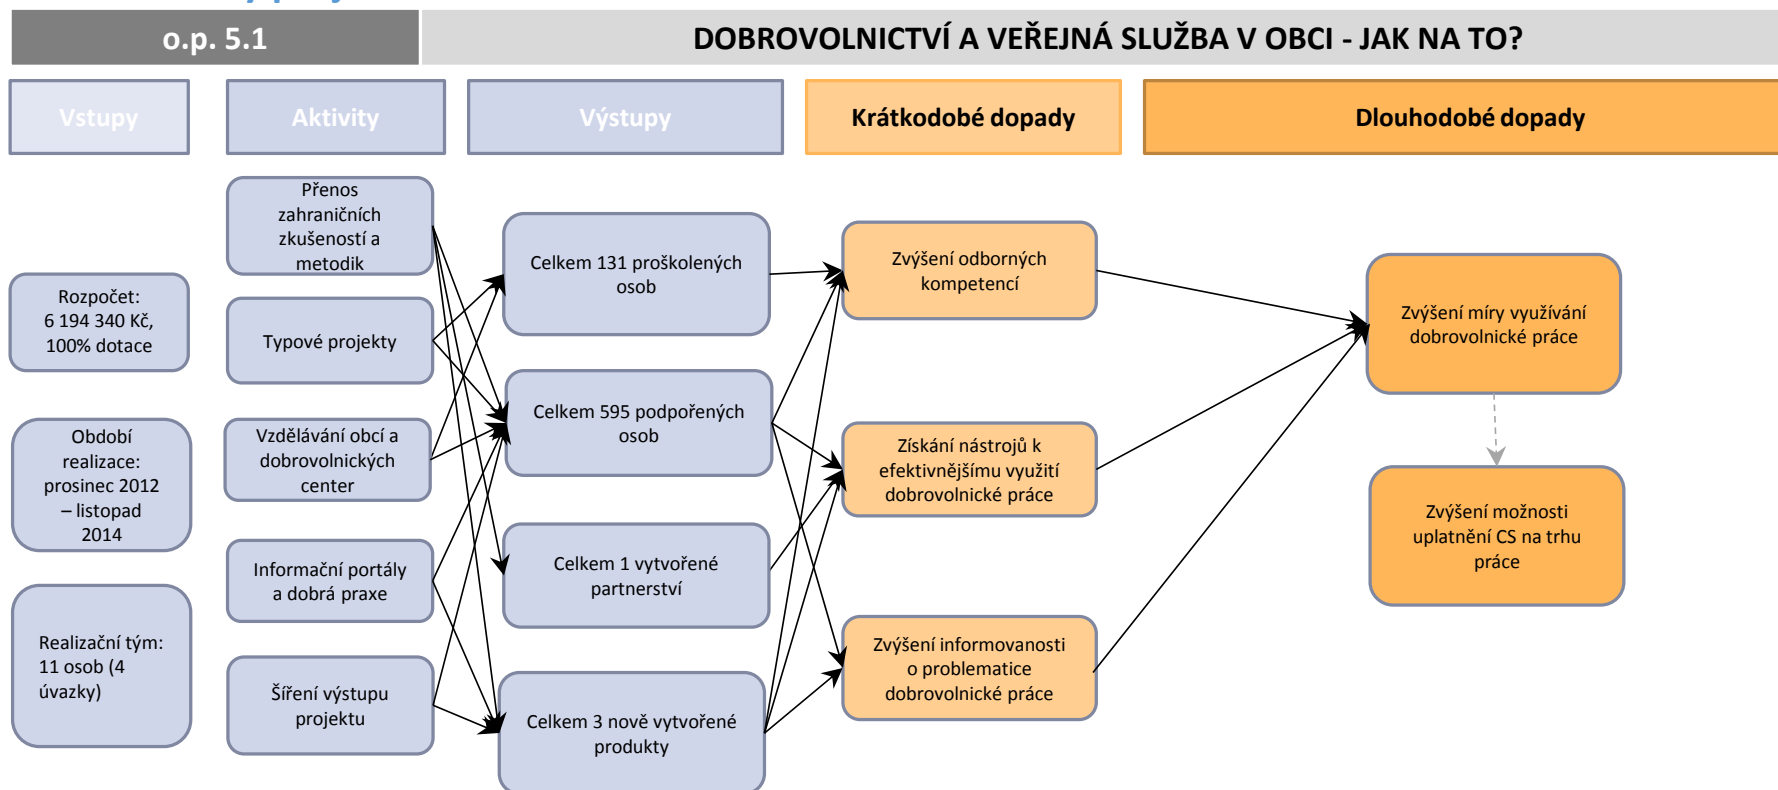 o.p. 5.1
DOBROVOLNICTVÍ A VEŘEJNÁ SLUŽBA V OBCI - JAK NA TO?
Vstupy
Aktivity
Výstupy
Krátkodobé dopady
Dlouhodobé dopady
Rozpočet:
6 194 340 Kč,
100% dotace
Období
realizace:
prosinec 2012
– listopad
2014
Realizační tým:
11 osob (4
úvazky)
Přenos
zahraničních
zkušeností a
metodik
Typové projekty
Vzdělávání obcí a
dobrovolnických
center
Informační portály
a dobrá praxe
Šíření výstupu
projektu
Celkem 131 proškolených
osob
Celkem 595 podpořených
osob
Celkem 1 vytvořené
partnerství
Celkem 3 nově vytvořené
produkty
Zvýšení odborných
kompetencí
Získání nástrojů k
efektivnějšímu využití
dobrovolnické práce
Zvýšení informovanosti
o problematice
dobrovolnické práce
Zvýšení míry využívání
dobrovolnické práce
Zvýšení možnosti
uplatnění CS na trhu
práce